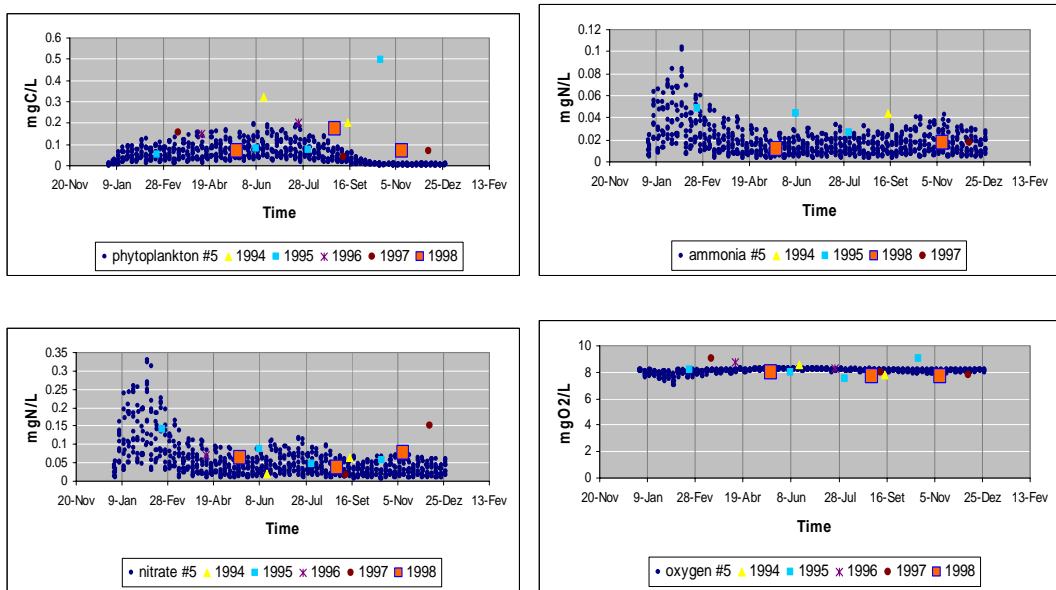 0.6
0.5
0.4
0.3
0.2
0.1
0
mgC/L
20-Nov 9-Jan 28-Fev 19-Abr 8-Jun 28-Jul 16-Set 5-Nov 25-Dez 13-Fev
Time
phytoplankton #5 1994 1995 1996 1997 1998
0.12
0.1
0.08
0.06
0.04
0.02
0
mgN/L
20-Nov 9-Jan 28-Fev 19-Abr 8-Jun 28-Jul 16-Set 5-Nov 25-Dez 13-Fev
Time
ammonia #5 1994 1995 1998 1997
0.35
0.3
0.25
0.2
0.15
0.1
0.05
0
mgN/L
20-Nov 9-Jan 28-Fev 19-Abr 8-Jun 28-Jul 16-Set 5-Nov 25-Dez 13-Fev
Time
nitrate #5 1994 1995 1996 1997 1998
10
8
6
4
2
0
mgO2/L
20-Nov 9-Jan 28-Fev 19-Abr 8-Jun 28-Jul 16-Set 5-Nov 25-Dez 13-Fev
Time
oxygen #5 1994 1995 1996 1997 1998